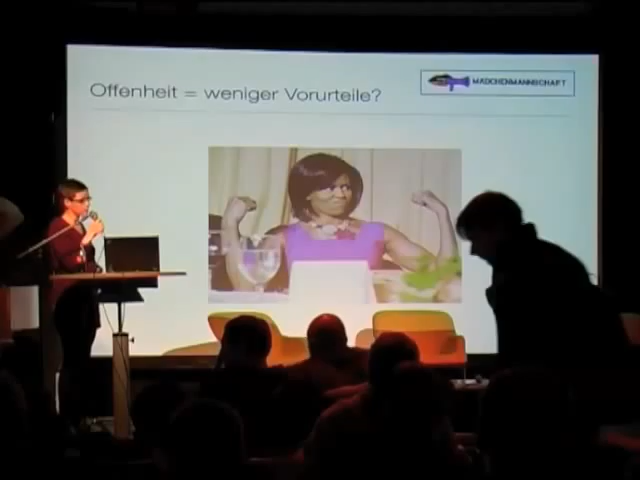 Offenheit = weniger Vorurteile?
MÄDCHENMANNSCHAFT